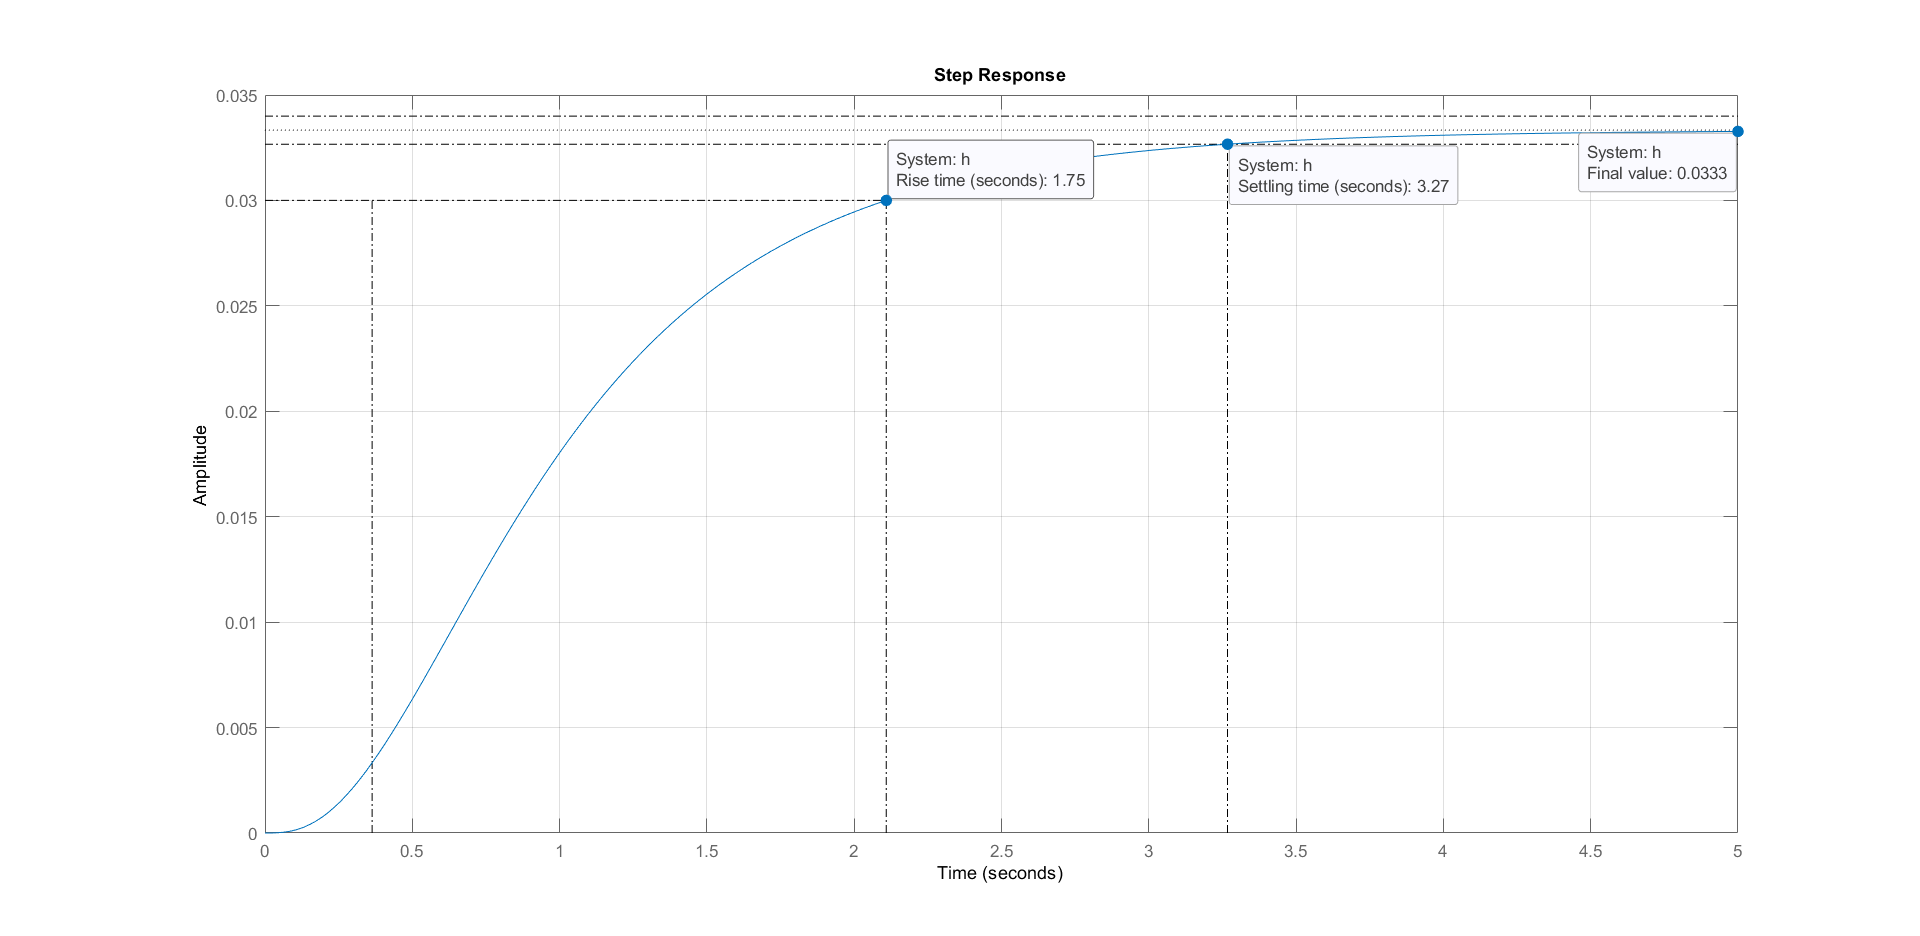 Step Response
0.035
0.03
0.025
0.02
0.015
0.01
0.005
0
Amplitude
System: h
Rise time (seconds): 1.75
System: h
Settling time (seconds): 3.27
System: h
Final value: 0.0333
0 0.5 1 1.5 2 2.5 3 3.5 4 4.5 5
Time (seconds)